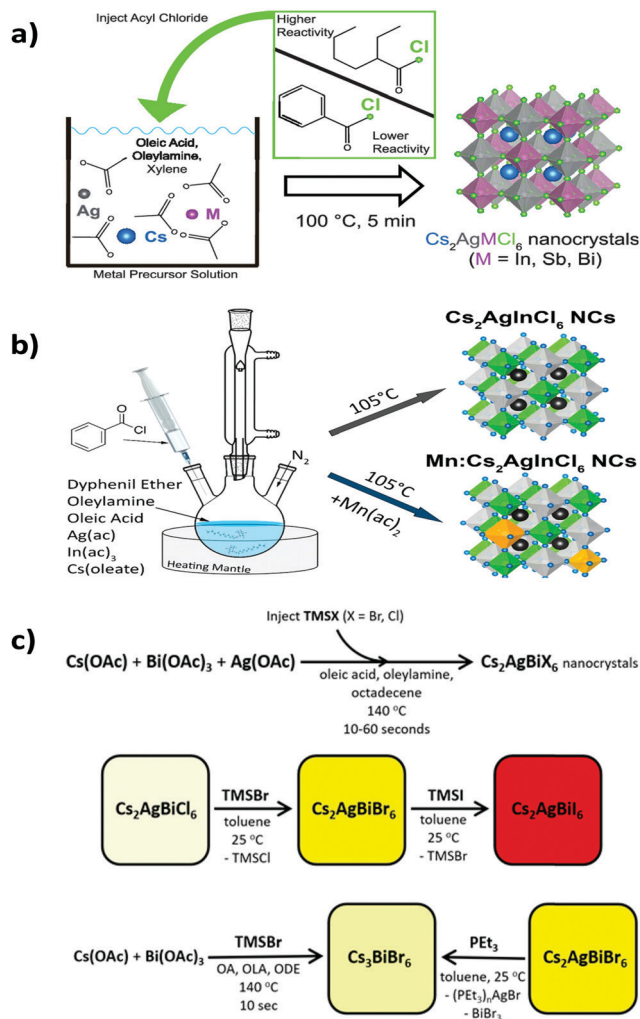 a)
Inject Acyl Chloride
Higher
Reactivity
Cl
O
Cl
O
Lower
Reactivity
Oleic Acid,
Oleylamine,
Xylene
O
O
O
O
Ag
M
O
O
Cs
O
O
O
O
Metal Precursor Solution
100 °C, 5 min
Cs₂AgMCl₆ nanocrystals
(M = In, Sb, Bi)
b)
Cs₂AgInCl₆ NCs
O
Cl
N₂
105°C
Mn:Cs₂AgInCl₆ NCs
105°C
+Mn(ac)₂
Dyphenil Ether
Oleylamine
Oleic Acid
Ag(ac)
In(ac)₃
Cs(oleate)
Heating Mantle
c)
Inject TMSX (X = Br, Cl)
Cs(OAc) + Bi(OAc)₃ + Ag(OAc)
Cs₂AgBiX₆ nanocrystals
oleic acid, oleylamine,
octadecene
140 °C
10-60 seconds
Cs₂AgBiCl₆
TMSBr
toluene
25 °C
- TMSCl
Cs₂AgBiBr₆
TMSI
toluene
25 °C
- TMSBr
Cs₂AgBiI₆
Cs(OAc) + Bi(OAc)₃
TMSBr
OA, OLA, ODE
140 °C
10 sec
Cs₃BiBr₆
PEt₃
toluene, 25 °C
- (PEt₃)ₙAgBr
- BiBr₃
Cs₂AgBiBr₆